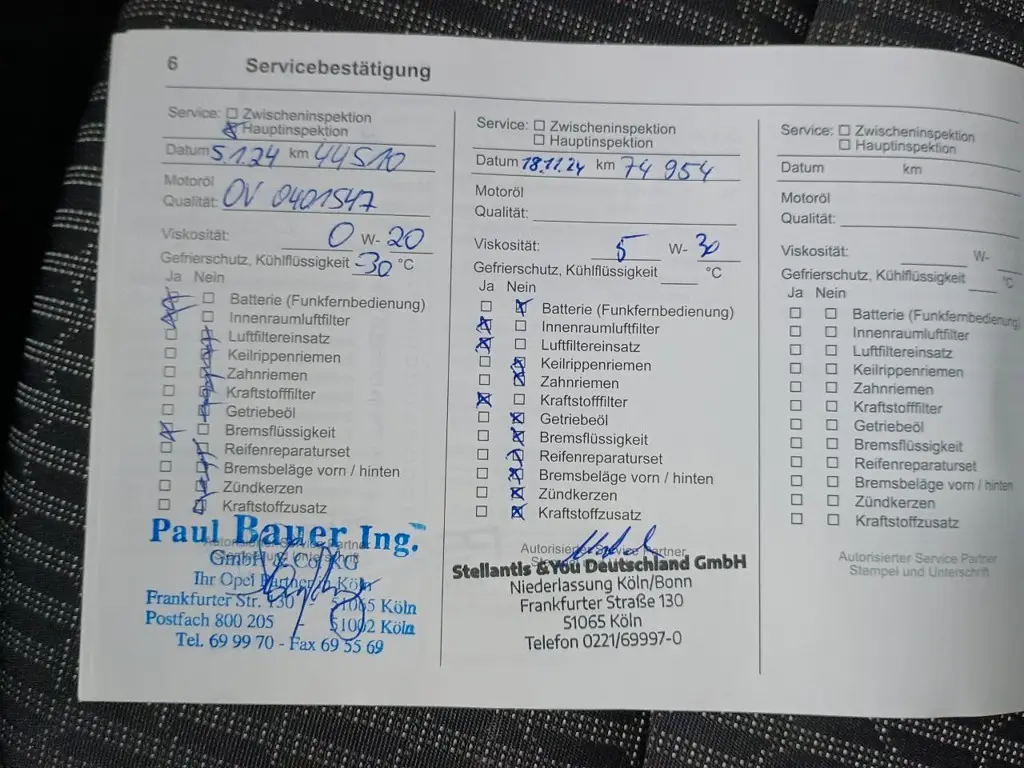 6 Servicebestätigung
Service: ☐ Zwischeninspektion
☒ Hauptinspektion
Datum 5.1.24 km 44510
Motoröl
Qualität: OV 0401547
Viskosität: 0 W- 20
Gefrierschutz, Kühlflüssigkeit -30 °C
Ja Nein
☒ ☐ Batterie (Funkfernbedienung)
☒ ☐ Innenraumluftfilter
☐ ☒ Luftfiltereinsatz
☐ ☒ Keilrippenriemen
☐ ☒ Zahnriemen
☐ ☒ Kraftstofffilter
☐ ☒ Getriebeöl
☒ ☐ Bremsflüssigkeit
☐ ☒ Reifenreparaturset
☐ ☒ Bremsbeläge vorn / hinten
☐ ☒ Zündkerzen
☐ ☒ Kraftstoffzusatz
Paul Bauer Ing.
GmbH & Co. KG
Ihr Opel Partner in Köln
Frankfurter Str. 130 - 51065 Köln
Postfach 800 205 51002 Köln
Tel. 69 99 70 - Fax 69 55 69
Service: ☐ Zwischeninspektion
☐ Hauptinspektion
Datum 18.11.24 km 74 954
Motoröl
Qualität:
Viskosität: 5 W- 30
Gefrierschutz, Kühlflüssigkeit °C
Ja Nein
☐ ☒ Batterie (Funkfernbedienung)
☒ ☐ Innenraumluftfilter
☒ ☐ Luftfiltereinsatz
☐ ☒ Keilrippenriemen
☐ ☒ Zahnriemen
☒ ☐ Kraftstofffilter
☐ ☒ Getriebeöl
☐ ☒ Bremsflüssigkeit
☐ ☒ Reifenreparaturset
☐ ☒ Bremsbeläge vorn / hinten
☐ ☒ Zündkerzen
☐ ☒ Kraftstoffzusatz
Autorisierter Service Partner
Stellantis &You Deutschland GmbH
Niederlassung Köln/Bonn
Frankfurter Straße 130
51065 Köln
Telefon 0221/69997-0
Service: ☐ Zwischeninspektion
☐ Hauptinspektion
Datum km
Motoröl
Qualität:
Viskosität: W-
Gefrierschutz, Kühlflüssigkeit °C
Ja Nein
☐ ☐ Batterie (Funkfernbedienung)
☐ ☐ Innenraumluftfilter
☐ ☐ Luftfiltereinsatz
☐ ☐ Keilrippenriemen
☐ ☐ Zahnriemen
☐ ☐ Kraftstofffilter
☐ ☐ Getriebeöl
☐ ☐ Bremsflüssigkeit
☐ ☐ Reifenreparaturset
☐ ☐ Bremsbeläge vorn / hinten
☐ ☐ Zündkerzen
☐ ☐ Kraftstoffzusatz
Autorisierter Service Partner
Stempel und Unterschrift